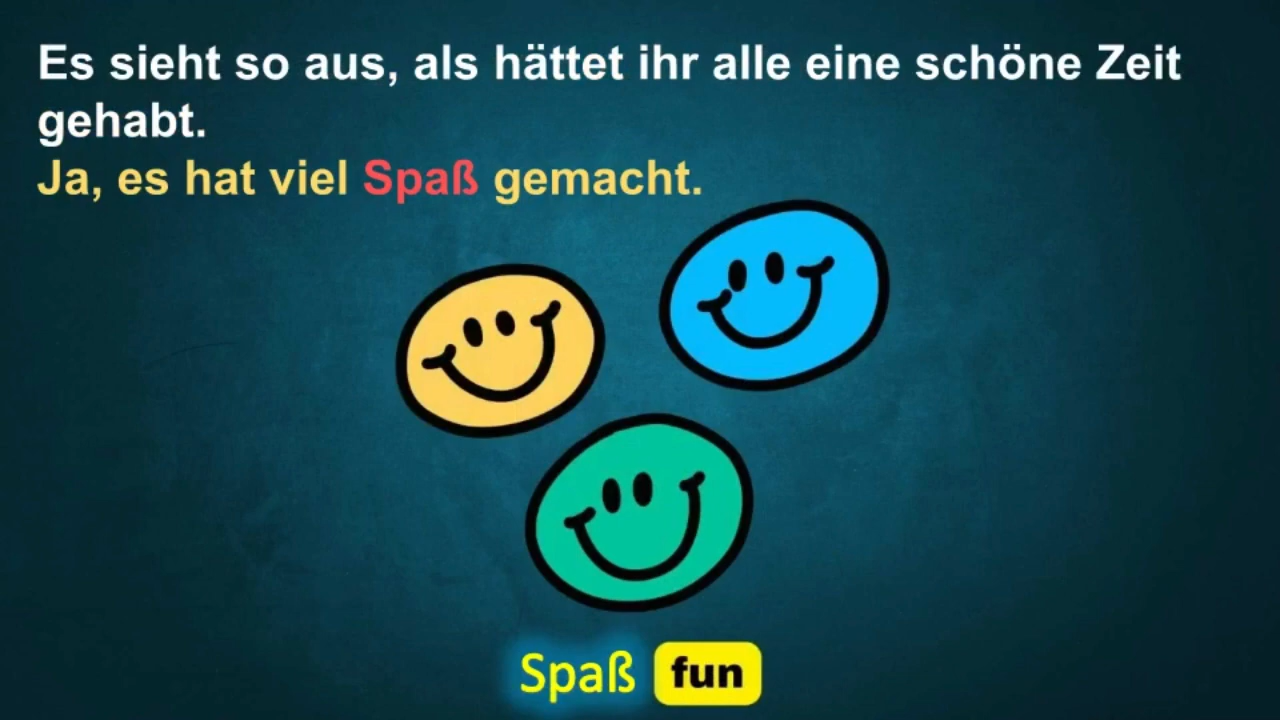 Es sieht so aus, als hättet ihr alle eine schöne Zeit
gehabt.
Ja, es hat viel Spaß gemacht.
Spaß fun